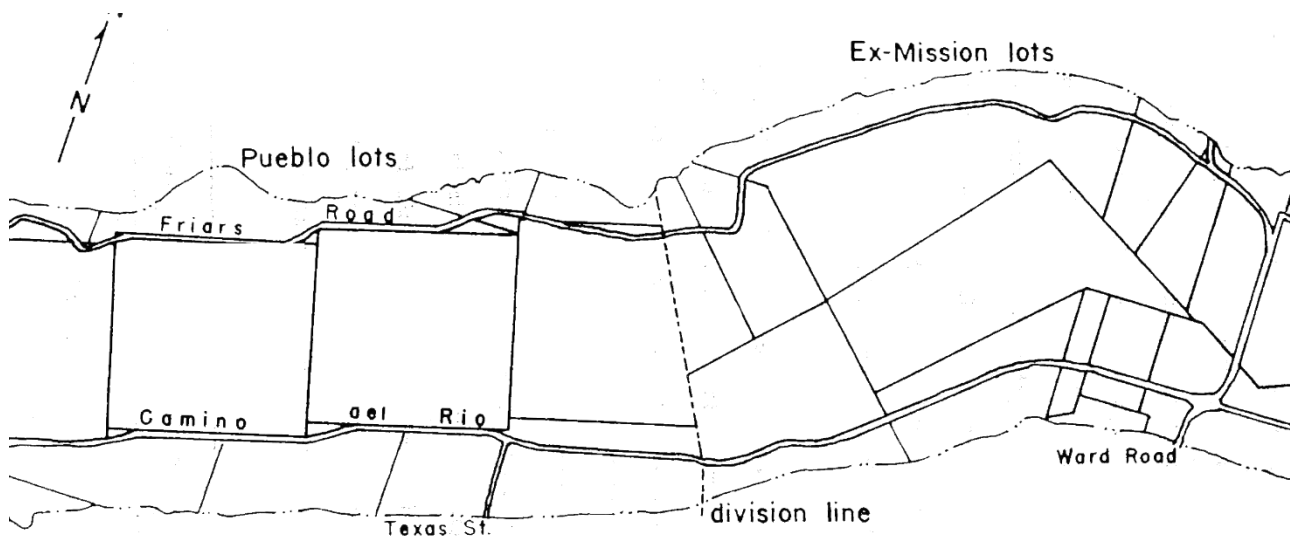 N
Ex-Mission lots
Pueblo lots
Friars Road
Camino ael Rio
Ward Road
Texas St.
division line